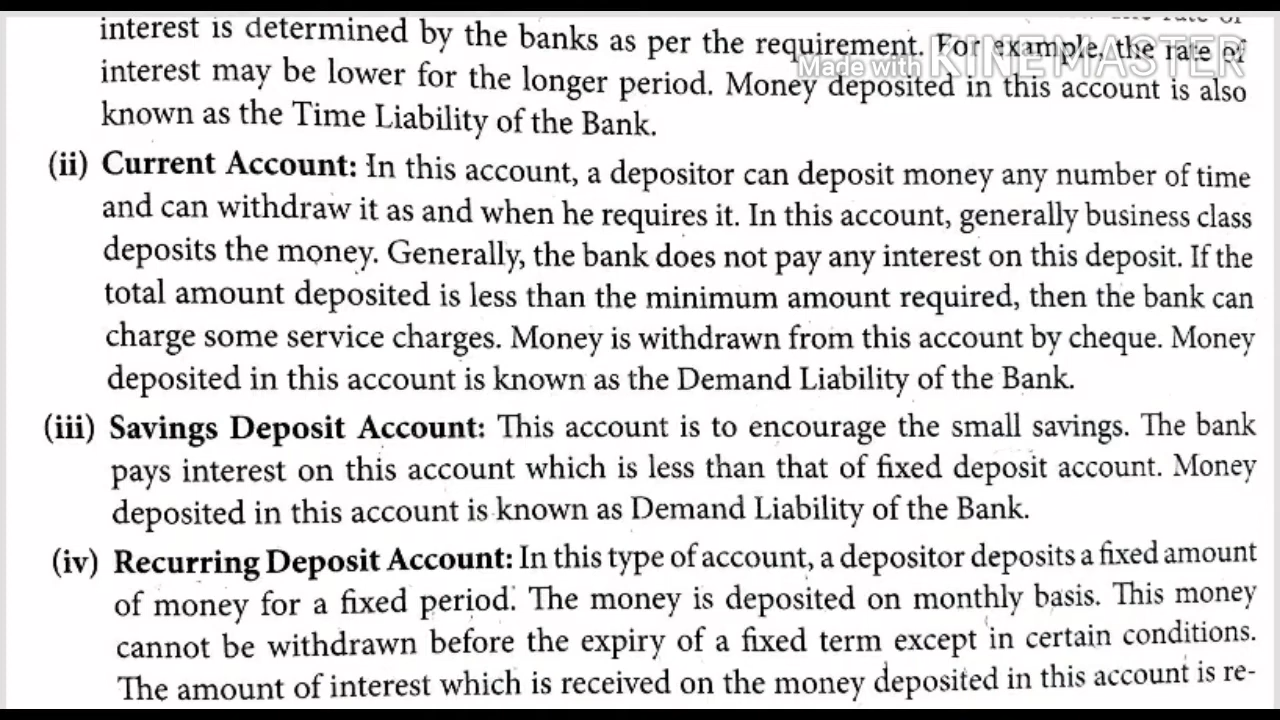 interest is determined by the banks as per the requirement. For example, the rate of
Made with KINEMASTER
interest may be lower for the longer period. Money deposited in this account is also
known as the Time Liability of the Bank.
(ii) Current Account: In this account, a depositor can deposit money any number of time
and can withdraw it as and when he requires it. In this account, generally business class
deposits the money. Generally, the bank does not pay any interest on this deposit. If the
total amount deposited is less than the minimum amount required, then the bank can
charge some service charges. Money is withdrawn from this account by cheque. Money
deposited in this account is known as the Demand Liability of the Bank.
(iii) Savings Deposit Account: This account is to encourage the small savings. The bank
pays interest on this account which is less than that of fixed deposit account. Money
deposited in this account is known as Demand Liability of the Bank.
(iv) Recurring Deposit Account: In this type of account, a depositor deposits a fixed amount
of money for a fixed period. The money is deposited on monthly basis. This money
cannot be withdrawn before the expiry of a fixed term except in certain conditions.
The amount of interest which is received on the money deposited in this account is re-